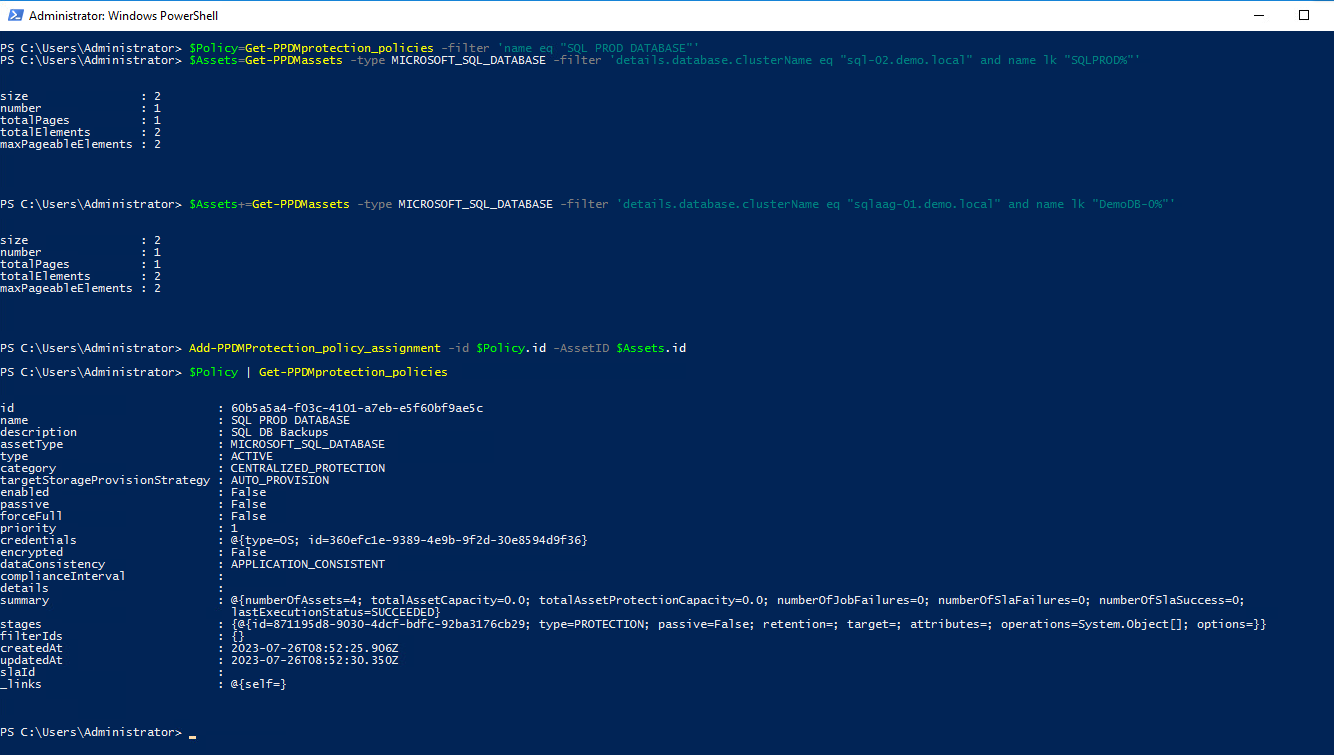 Administrator: Windows PowerShell
PS C:\Users\Administrator> $Policy=Get-PPDMprotection_policies -filter 'name eq "SQL PROD DATABASE"'
PS C:\Users\Administrator> $Assets=Get-PPDMassets -type MICROSOFT_SQL_DATABASE -filter 'details.database.clusterName eq "sql-02.demo.local" and name lk "SQLPROD%"'
size : 2
number : 1
totalPages : 1
totalElements : 2
maxPageableElements : 2
PS C:\Users\Administrator> $Assets+=Get-PPDMassets -type MICROSOFT_SQL_DATABASE -filter 'details.database.clusterName eq "sqlaag-01.demo.local" and name lk "DemoDB-0%"'
size : 2
number : 1
totalPages : 1
totalElements : 2
maxPageableElements : 2
PS C:\Users\Administrator> Add-PPDMProtection_policy_assignment -id $Policy.id -AssetID $Assets.id
PS C:\Users\Administrator> $Policy | Get-PPDMprotection_policies
id : 60b5a5a4-f03c-4101-a7eb-e5f60bf9ae5c
name : SQL PROD DATABASE
description : SQL DB Backups
assetType : MICROSOFT_SQL_DATABASE
type : ACTIVE
category : CENTRALIZED_PROTECTION
targetStorageProvisionStrategy : AUTO_PROVISION
enabled : False
passive : False
forceFull : False
priority : 1
credentials : @{type=OS; id=360efc1e-9389-4e9b-9f2d-30e8594d9f36}
encrypted : False
dataConsistency : APPLICATION_CONSISTENT
complianceInterval :
details :
summary : @{numberOfAssets=4; totalAssetCapacity=0.0; totalAssetProtectionCapacity=0.0; numberOfJobFailures=0; numberOfSlaFailures=0; numberOfSlaSuccess=0;
lastExecutionStatus=SUCCEEDED}
stages : {@{id=871195d8-9030-4dcf-bdfc-92ba3176cb29; type=PROTECTION; passive=False; retention=; target=; attributes=; operations=System.Object[]; options=}}
filterIds : {}
createdAt : 2023-07-26T08:52:25.906Z
updatedAt : 2023-07-26T08:52:30.350Z
slaId :
_links : @{self=}
PS C:\Users\Administrator> _